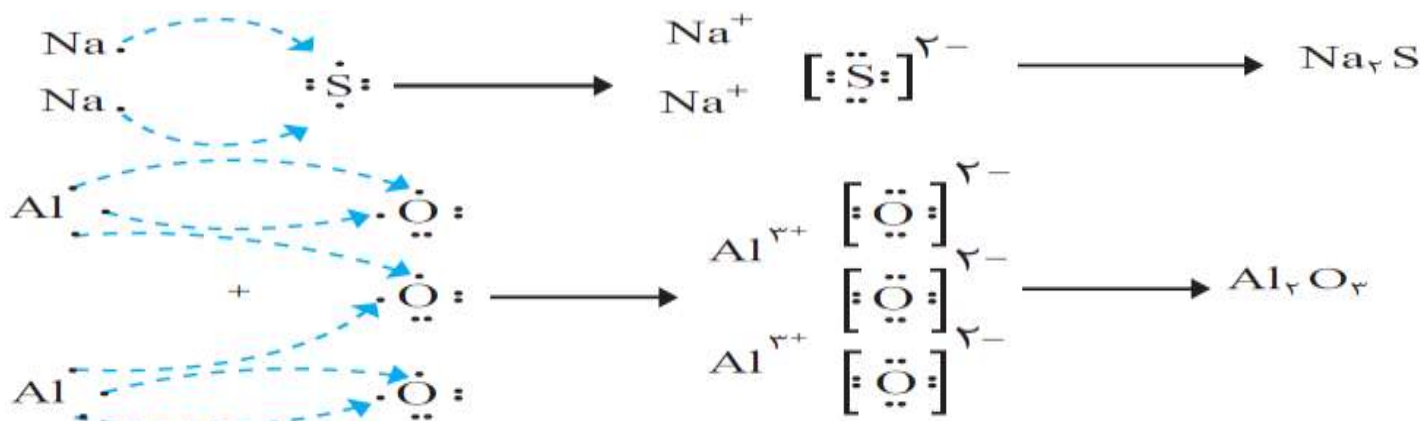 Na Na⁺
S [S]²⁻ Na₂S
Na Na⁺
Al O [O]²⁻
Al³⁺
+ O [O]²⁻ Al₂O₃
Al³⁺
Al O [O]²⁻